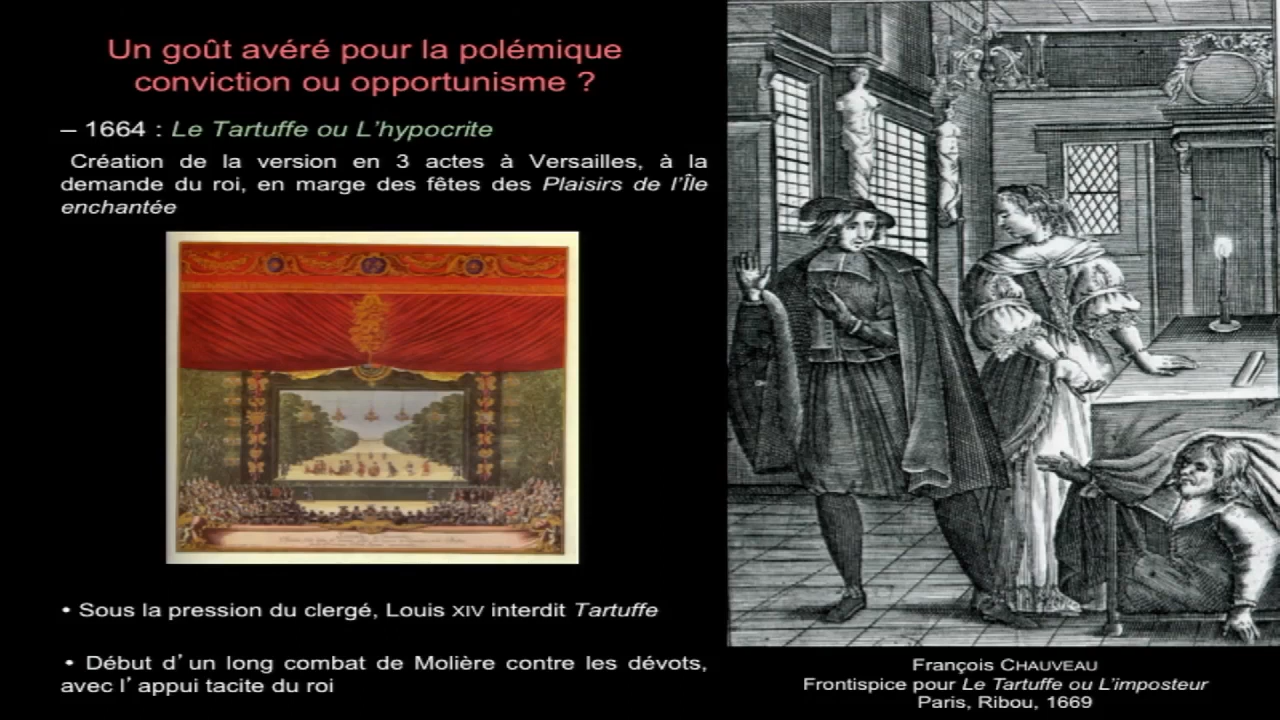 Un goût avéré pour la polémique
conviction ou opportunisme ?
– 1664 : Le Tartuffe ou L'hypocrite
Création de la version en 3 actes à Versailles, à la
demande du roi, en marge des fêtes des Plaisirs de l'Île
enchantée
• Sous la pression du clergé, Louis XIV interdit Tartuffe
• Début d' un long combat de Molière contre les dévots,
avec l' appui tacite du roi
François CHAUVEAU
Frontispice pour Le Tartuffe ou L'imposteur
Paris, Ribou, 1669